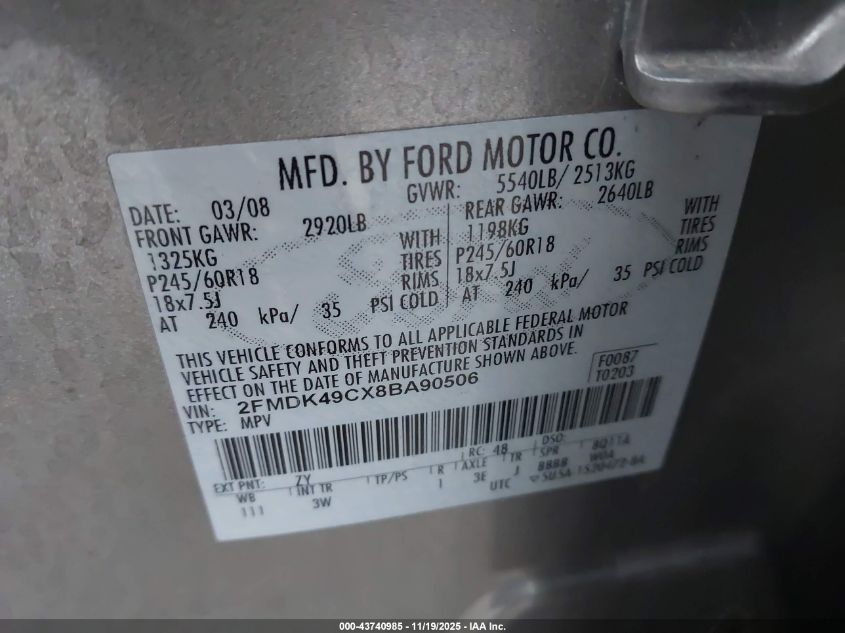 MFD. BY FORD MOTOR CO.
DATE: 03/08 GVWR: 5540LB/ 2513KG
FRONT GAWR: 2920LB REAR GAWR: 2640LB
1325KG WITH 1198KG WITH
P245/60R18 TIRES P245/60R18 TIRES
18x7.5J RIMS 18x7.5J RIMS
AT 240 kPa/ 35 PSI COLD AT 240 kPa/ 35 PSI COLD
THIS VEHICLE CONFORMS TO ALL APPLICABLE FEDERAL MOTOR
VEHICLE SAFETY AND THEFT PREVENTION STANDARDS IN
EFFECT ON THE DATE OF MANUFACTURE SHOWN ABOVE.
F0087
T0203
VIN: 2FMDK49CX8BA90506
TYPE: MPV
EXT PNT: ZY RC: 48 DSO:
WB INT TR TP/PS R AXLE TR SPR 8Q11A
111 3W 1 3E J 8888 W0A
UTC
000-43740985 - 11/19/2025 - IAA Inc.